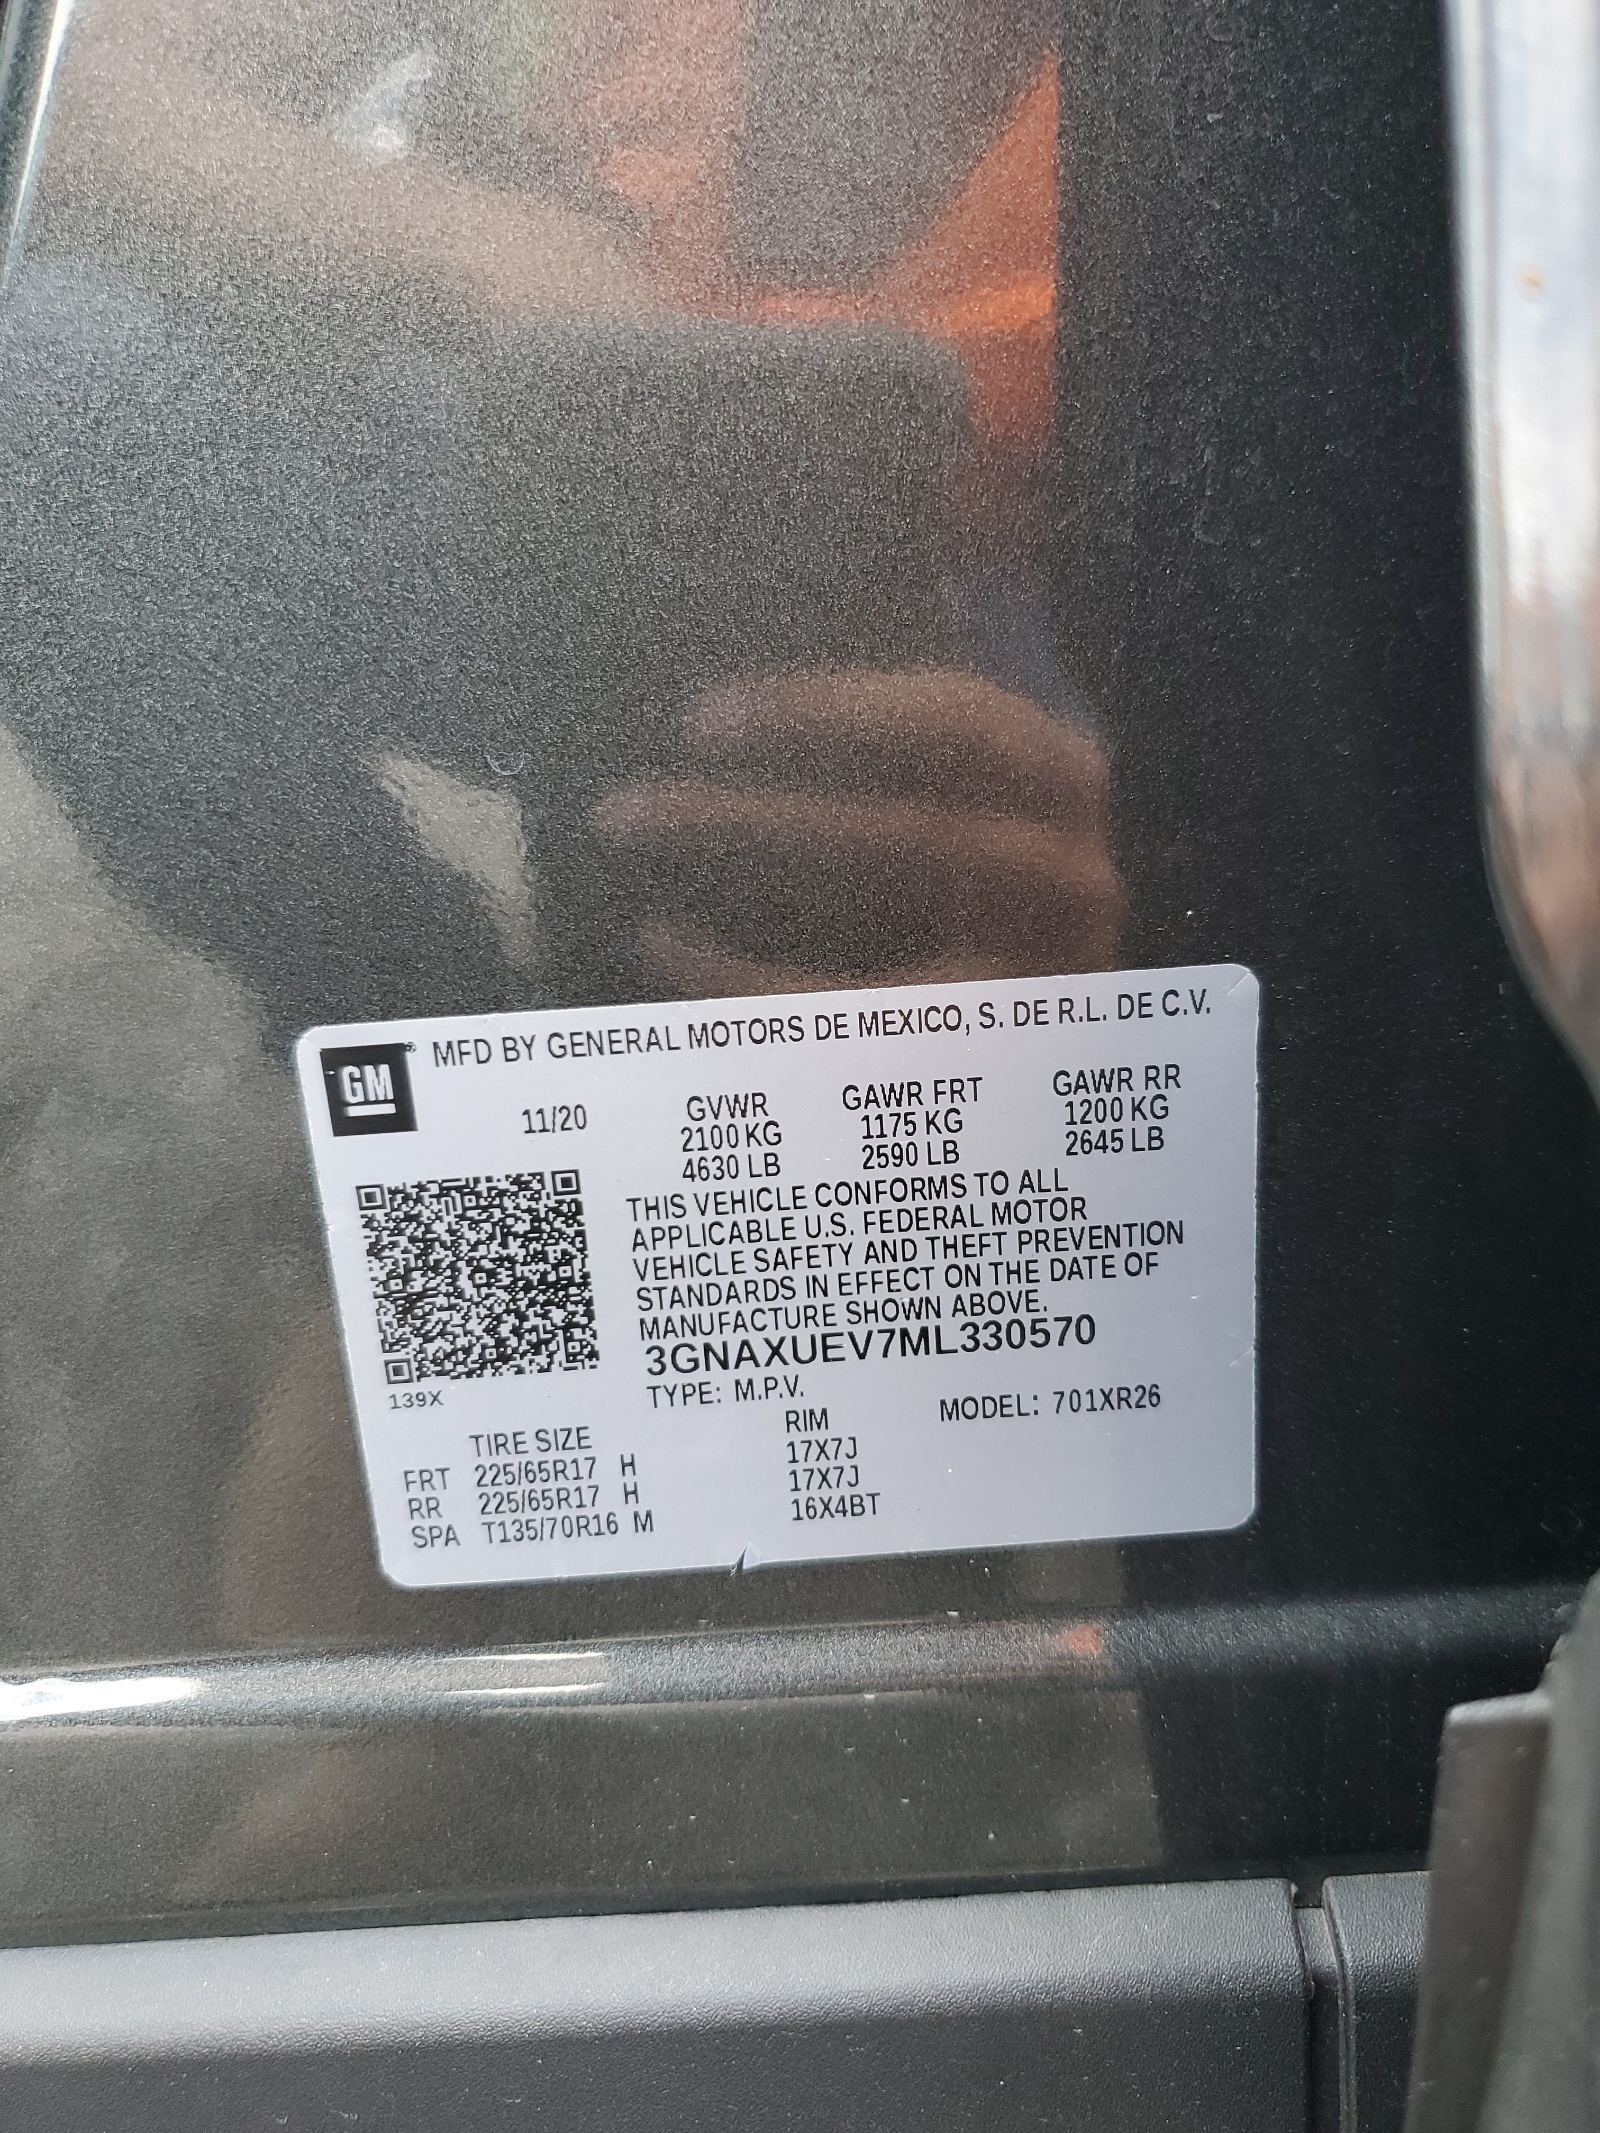 GM
MFD BY GENERAL MOTORS DE MEXICO, S. DE R.L. DE C.V.
11/20 GVWR GAWR FRT GAWR RR
2100 KG 1175 KG 1200 KG
4630 LB 2590 LB 2645 LB
THIS VEHICLE CONFORMS TO ALL
APPLICABLE U.S. FEDERAL MOTOR
VEHICLE SAFETY AND THEFT PREVENTION
STANDARDS IN EFFECT ON THE DATE OF
MANUFACTURE SHOWN ABOVE.
3GNAXUEV7ML330570
139X
TYPE: M.P.V. MODEL: 701XR26
TIRE SIZE RIM
FRT 225/65R17 H 17X7J
RR 225/65R17 H 17X7J
SPA T135/70R16 M 16X4BT